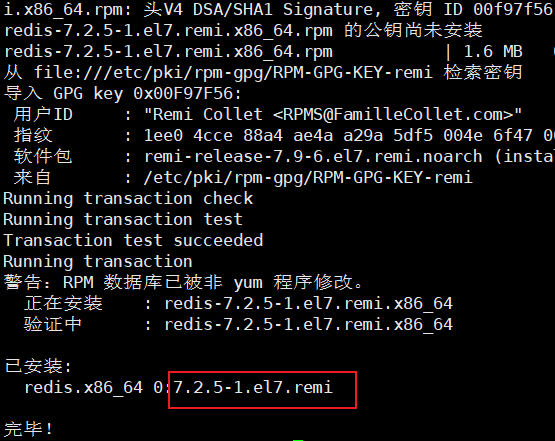 i.x86_64.rpm: 头V4 DSA/SHA1 Signature, 密钥 ID 00f97f56:
redis-7.2.5-1.el7.remi.x86_64.rpm 的公钥尚未安装
redis-7.2.5-1.el7.remi.x86_64.rpm | 1.6 MB
从 file:///etc/pki/rpm-gpg/RPM-GPG-KEY-remi 检索密钥
导入 GPG key 0x00F97F56:
用户ID : "Remi Collet <RPMS@FamilleCollet.com>"
指纹 : 1ee0 4cce 88a4 ae4a a29a 5df5 004e 6f47 00
软件包 : remi-release-7.9-6.el7.remi.noarch (instal
来自 : /etc/pki/rpm-gpg/RPM-GPG-KEY-remi
Running transaction check
Running transaction test
Transaction test succeeded
Running transaction
警告：RPM 数据库已被非 yum 程序修改。
正在安装 : redis-7.2.5-1.el7.remi.x86_64
验证中 : redis-7.2.5-1.el7.remi.x86_64
已安装:
redis.x86_64 0:7.2.5-1.el7.remi
完毕！